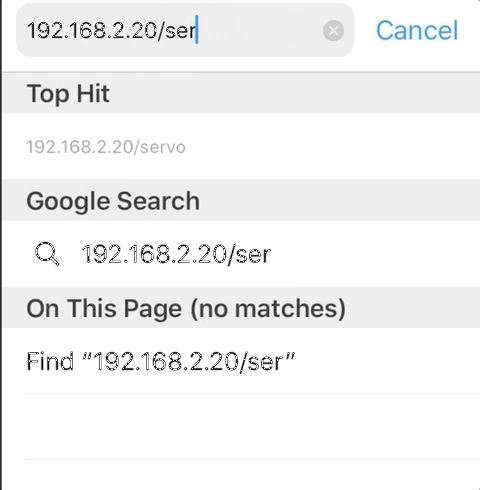 192.168.2.20/ser
Cancel
Top Hit
192.168.2.20/servo
Google Search
192.168.2.20/ser
On This Page (no matches)
Find “192.168.2.20/ser”